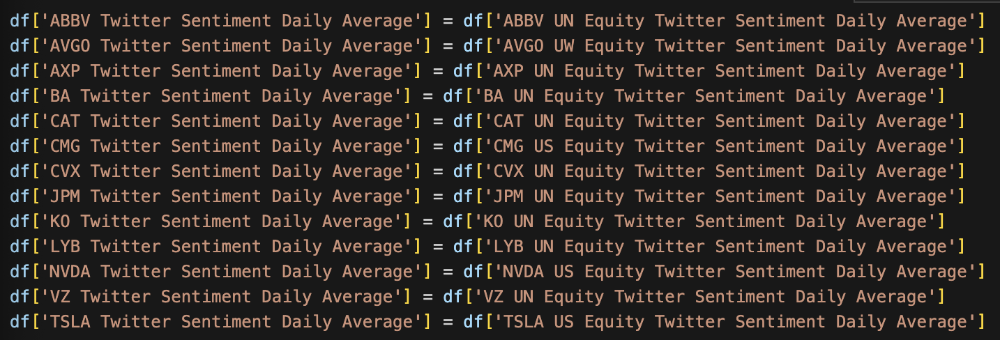 df['ABBV Twitter Sentiment Daily Average'] = df['ABBV UN Equity Twitter Sentiment Daily Average']
df['AVGO Twitter Sentiment Daily Average'] = df['AVGO UW Equity Twitter Sentiment Daily Average']
df['AXP Twitter Sentiment Daily Average'] = df['AXP UN Equity Twitter Sentiment Daily Average']
df['BA Twitter Sentiment Daily Average'] = df['BA UN Equity Twitter Sentiment Daily Average']
df['CAT Twitter Sentiment Daily Average'] = df['CAT UN Equity Twitter Sentiment Daily Average']
df['CMG Twitter Sentiment Daily Average'] = df['CMG US Equity Twitter Sentiment Daily Average']
df['CVX Twitter Sentiment Daily Average'] = df['CVX UN Equity Twitter Sentiment Daily Average']
df['JPM Twitter Sentiment Daily Average'] = df['JPM UN Equity Twitter Sentiment Daily Average']
df['KO Twitter Sentiment Daily Average'] = df['KO UN Equity Twitter Sentiment Daily Average']
df['LYB Twitter Sentiment Daily Average'] = df['LYB UN Equity Twitter Sentiment Daily Average']
df['NVDA Twitter Sentiment Daily Average'] = df['NVDA US Equity Twitter Sentiment Daily Average']
df['VZ Twitter Sentiment Daily Average'] = df['VZ UN Equity Twitter Sentiment Daily Average']
df['TSLA Twitter Sentiment Daily Average'] = df['TSLA US Equity Twitter Sentiment Daily Average']